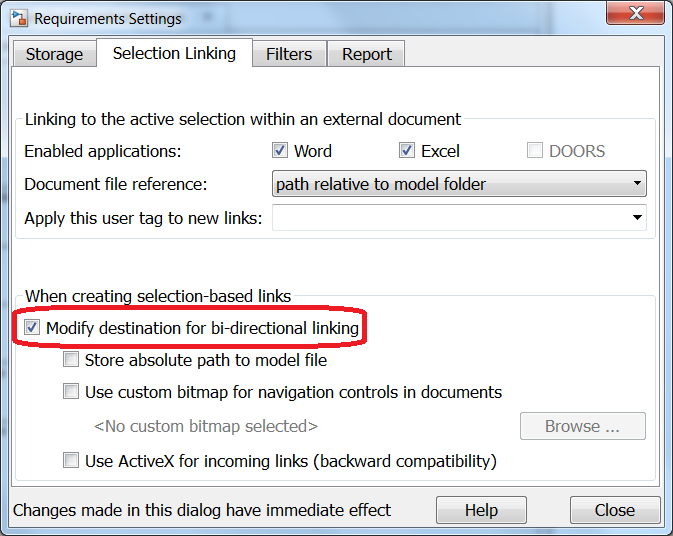 Requirements Settings
Storage Selection Linking Filters Report
Linking to the active selection within an external document
Enabled applications: Word Excel DOORS
Document file reference: path relative to model folder
Apply this user tag to new links:
When creating selection-based links
Modify destination for bi-directional linking
Store absolute path to model file
Use custom bitmap for navigation controls in documents
<No custom bitmap selected> Browse ...
Use ActiveX for incoming links (backward compatibility)
Changes made in this dialog have immediate effect Help Close